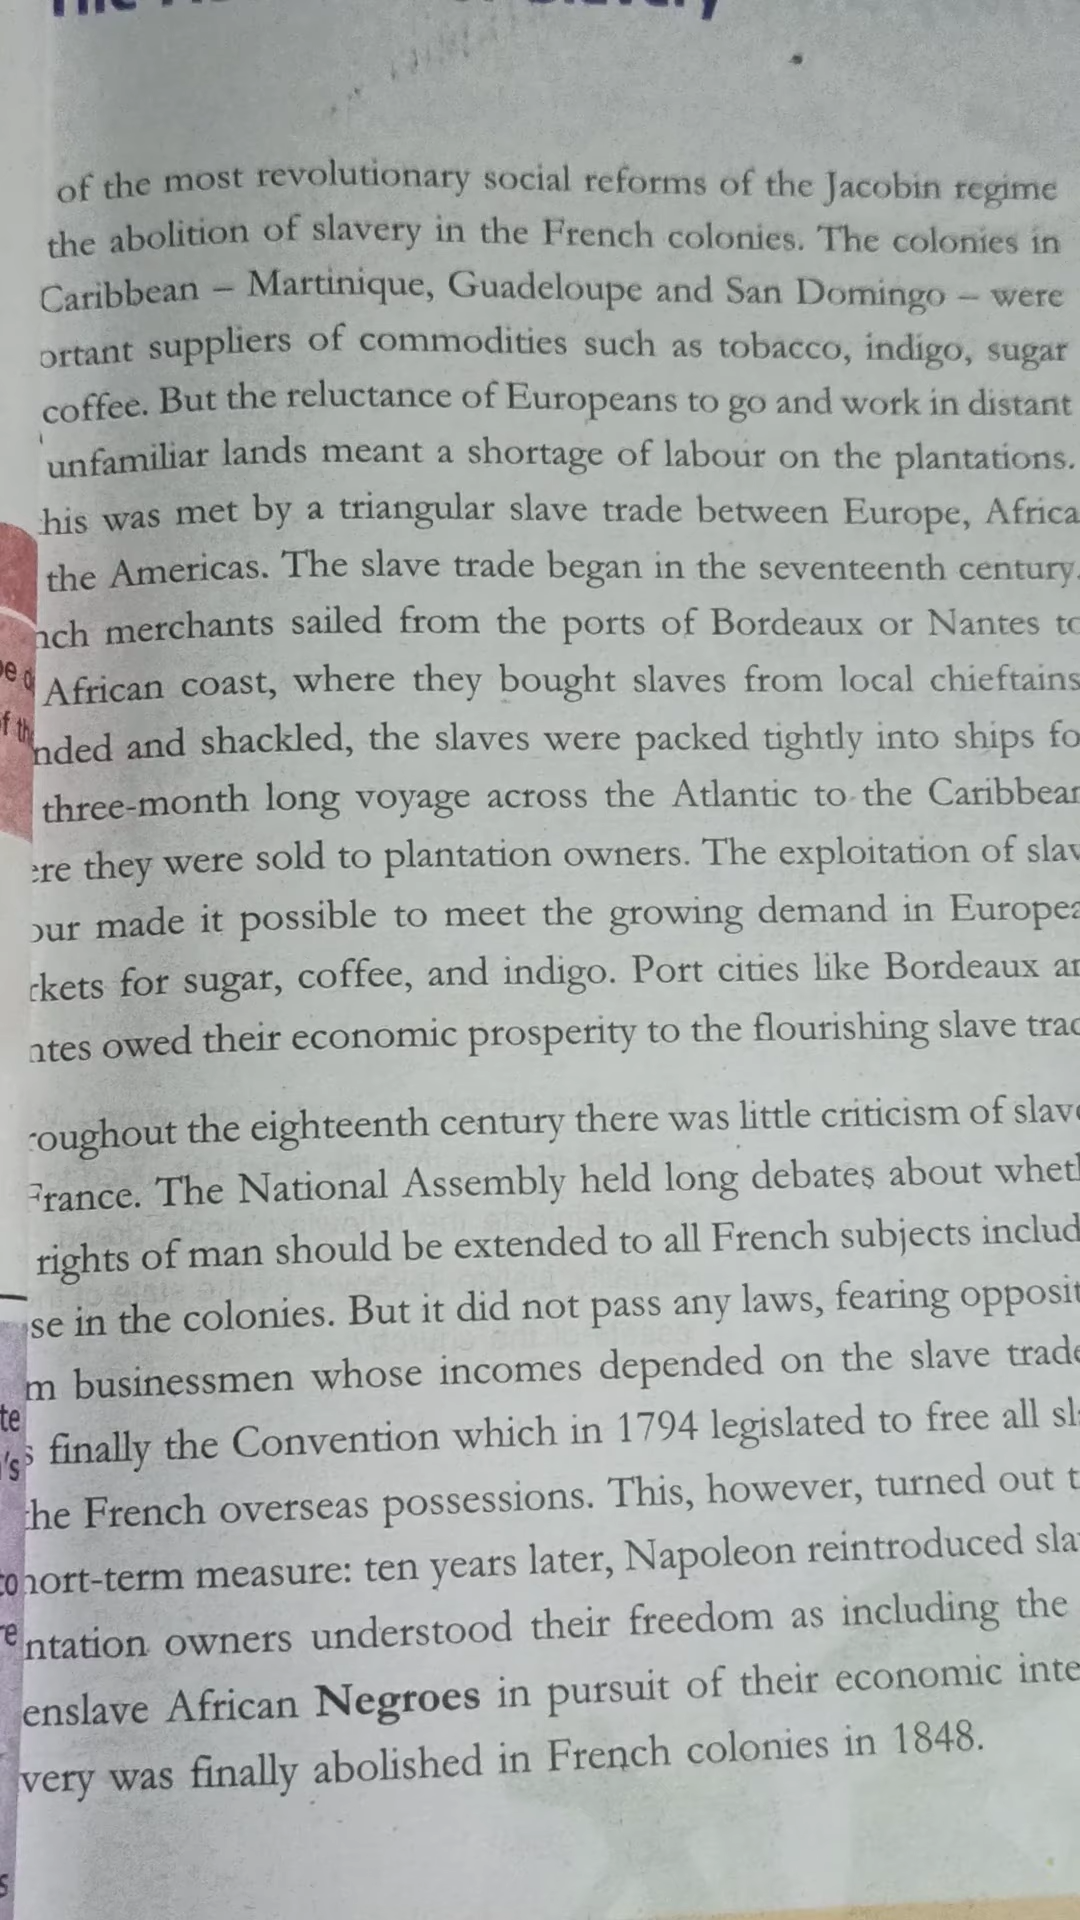 of the most revolutionary social reforms of the Jacobin regime
the abolition of slavery in the French colonies. The colonies in
Caribbean – Martinique, Guadeloupe and San Domingo – were
ortant suppliers of commodities such as tobacco, indigo, sugar
coffee. But the reluctance of Europeans to go and work in distant
unfamiliar lands meant a shortage of labour on the plantations.
his was met by a triangular slave trade between Europe, Africa
the Americas. The slave trade began in the seventeenth century.
nch merchants sailed from the ports of Bordeaux or Nantes to
African coast, where they bought slaves from local chieftains
nded and shackled, the slaves were packed tightly into ships fo
three-month long voyage across the Atlantic to the Caribbean
ere they were sold to plantation owners. The exploitation of slav
our made it possible to meet the growing demand in Europea
rkets for sugar, coffee, and indigo. Port cities like Bordeaux an
ntes owed their economic prosperity to the flourishing slave trad
roughout the eighteenth century there was little criticism of slave
France. The National Assembly held long debates about wheth
rights of man should be extended to all French subjects includ
se in the colonies. But it did not pass any laws, fearing opposit
m businessmen whose incomes depended on the slave trade
s finally the Convention which in 1794 legislated to free all sla
the French overseas possessions. This, however, turned out t
hort-term measure: ten years later, Napoleon reintroduced sla
ntation owners understood their freedom as including the
enslave African Negroes in pursuit of their economic inte
very was finally abolished in French colonies in 1848.